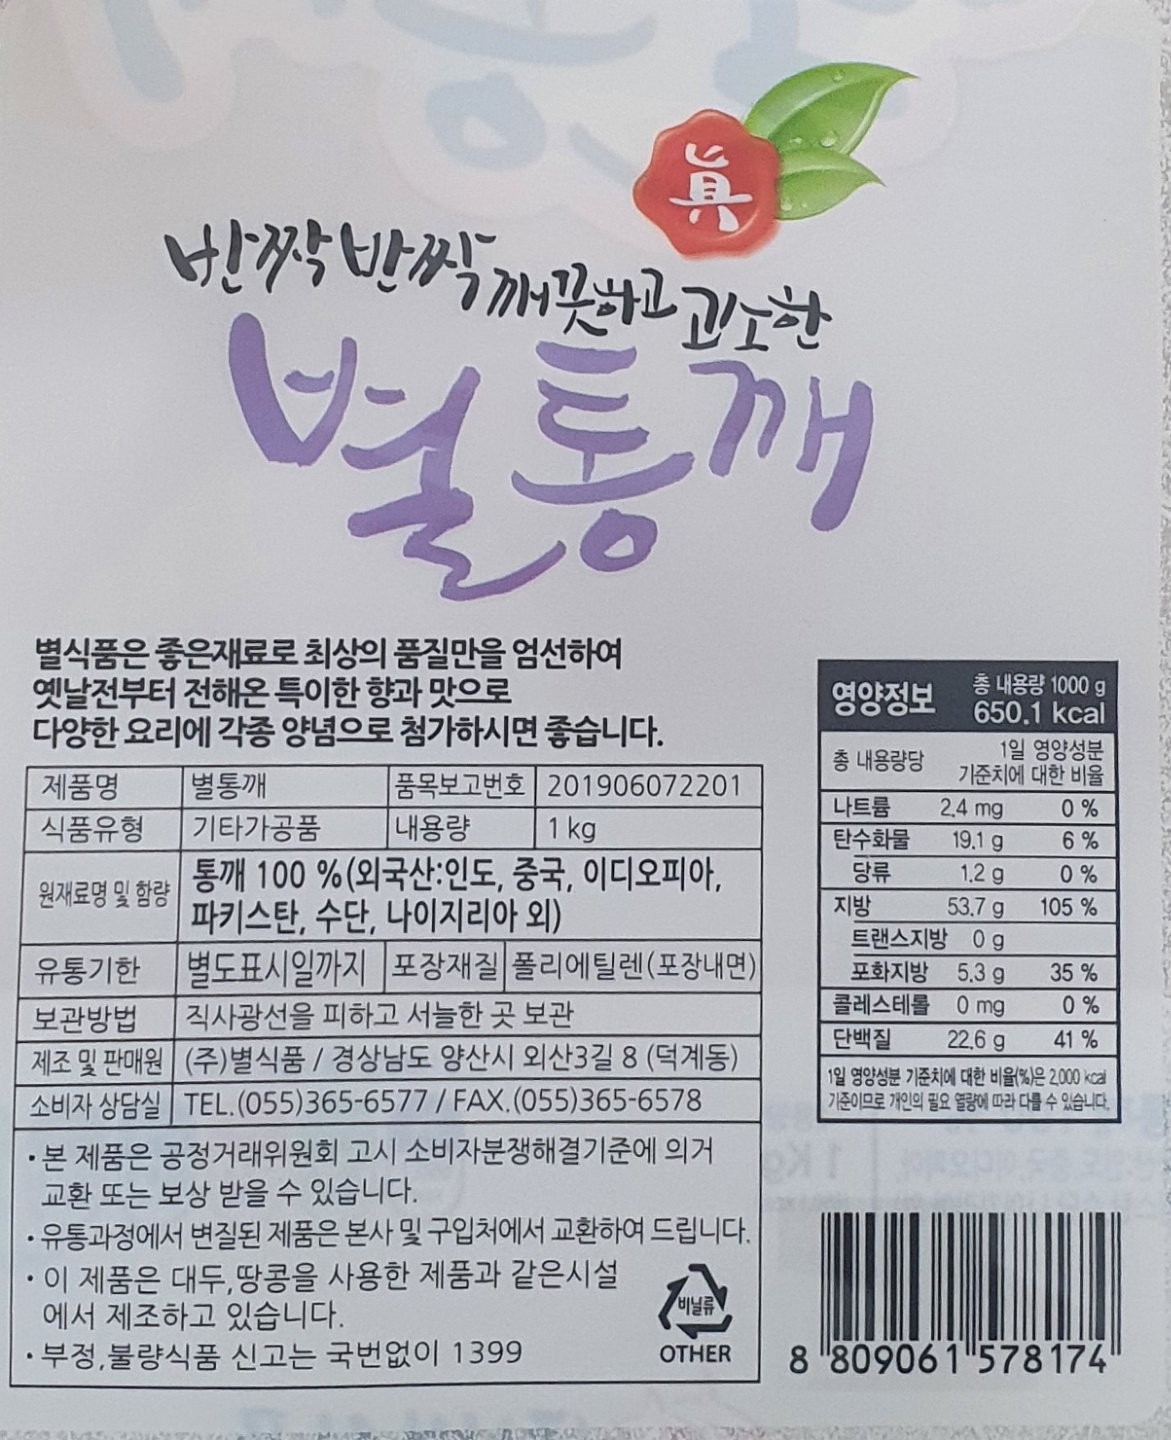 眞
반짝반짝 깨끗하고 고소한
별통깨
별식품은 좋은재료로 최상의 품질만을 엄선하여
옛날전부터 전해온 특이한 향과 맛으로
다양한 요리에 각종 양념으로 첨가하시면 좋습니다.
제품명 별통깨 품목보고번호 201906072201
식품유형 기타가공품 내용량 1 kg
원재료명 및 함량 통깨 100 %(외국산:인도, 중국, 이디오피아,
파키스탄, 수단, 나이지리아 외)
유통기한 별도표시일까지 포장재질 폴리에틸렌(포장내면)
보관방법 직사광선을 피하고 서늘한 곳 보관
제조 및 판매원 (주)별식품 / 경상남도 양산시 외산3길 8 (덕계동)
소비자 상담실 TEL.(055)365-6577 / FAX.(055)365-6578
· 본 제품은 공정거래위원회 고시 소비자분쟁해결기준에 의거
교환 또는 보상 받을 수 있습니다.
· 유통과정에서 변질된 제품은 본사 및 구입처에서 교환하여 드립니다.
· 이 제품은 대두,땅콩을 사용한 제품과 같은시설
에서 제조하고 있습니다.
· 부정,불량식품 신고는 국번없이 1399
비닐류
OTHER
영양정보 총 내용량 1000 g
650.1 kcal
총 내용량당 1일 영양성분
기준치에 대한 비율
나트륨 2.4 mg 0 %
탄수화물 19.1 g 6 %
당류 1.2 g 0 %
지방 53.7 g 105 %
트랜스지방 0 g
포화지방 5.3 g 35 %
콜레스테롤 0 mg 0 %
단백질 22.6 g 41 %
1일 영양성분 기준치에 대한 비율(%)은 2,000 kcal
기준이므로 개인의 필요 열량에 따라 다를 수 있습니다.
8 809061 578174